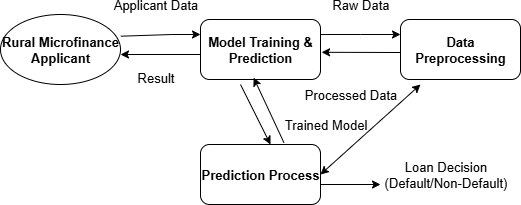 Applicant Data
Raw Data
Rural Microfinance
Applicant
Model Training &
Prediction
Data
Preprocessing
Result
Processed Data
Trained Model
Prediction Process
Loan Decision
(Default/Non-Default)